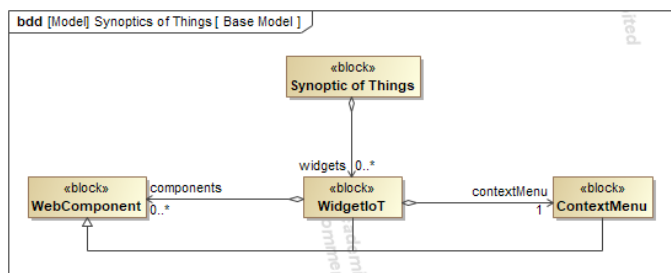 bdd [Model] Synoptics of Things [ Base Model ]
«block»
Synoptic of Things
widgets 0..*
«block»
WebComponent
components
0..*
«block»
WidgetIoT
contextMenu
1
«block»
ContextMenu